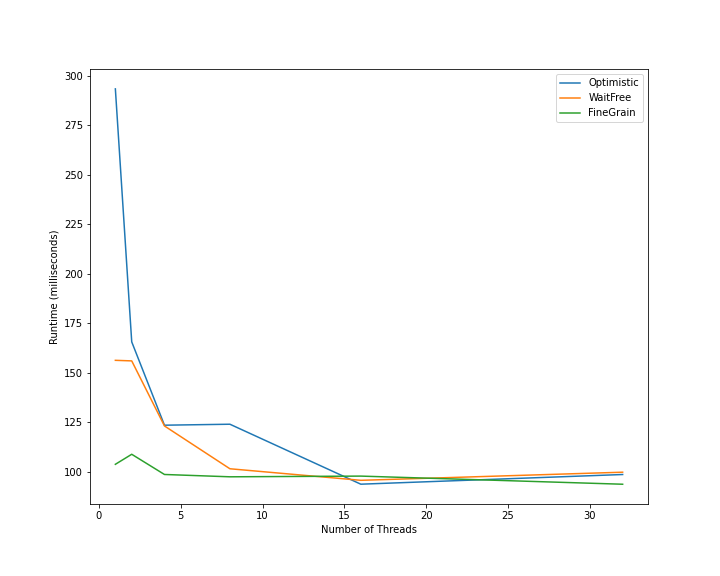 Optimistic
WaitFree
FineGrain
300
275
250
225
200
175
150
125
100
0 5 10 15 20 25 30
Runtime (milliseconds)
Number of Threads